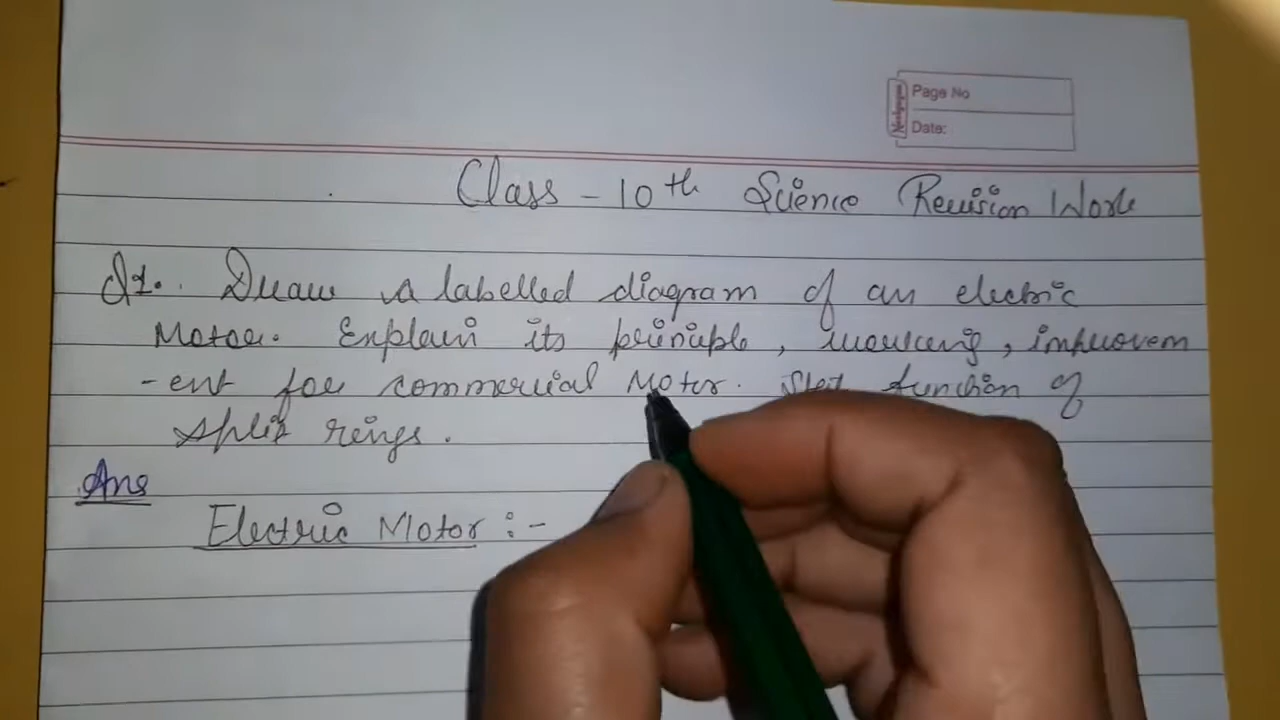 Page No
Date:
Class - 10th Science Revision Work
Q1. Draw a labelled diagram of an electric
Motor. Explain its principle, working, improvem
-ent for commercial Motor. function of
split rings.
Ans
Electric Motor :-